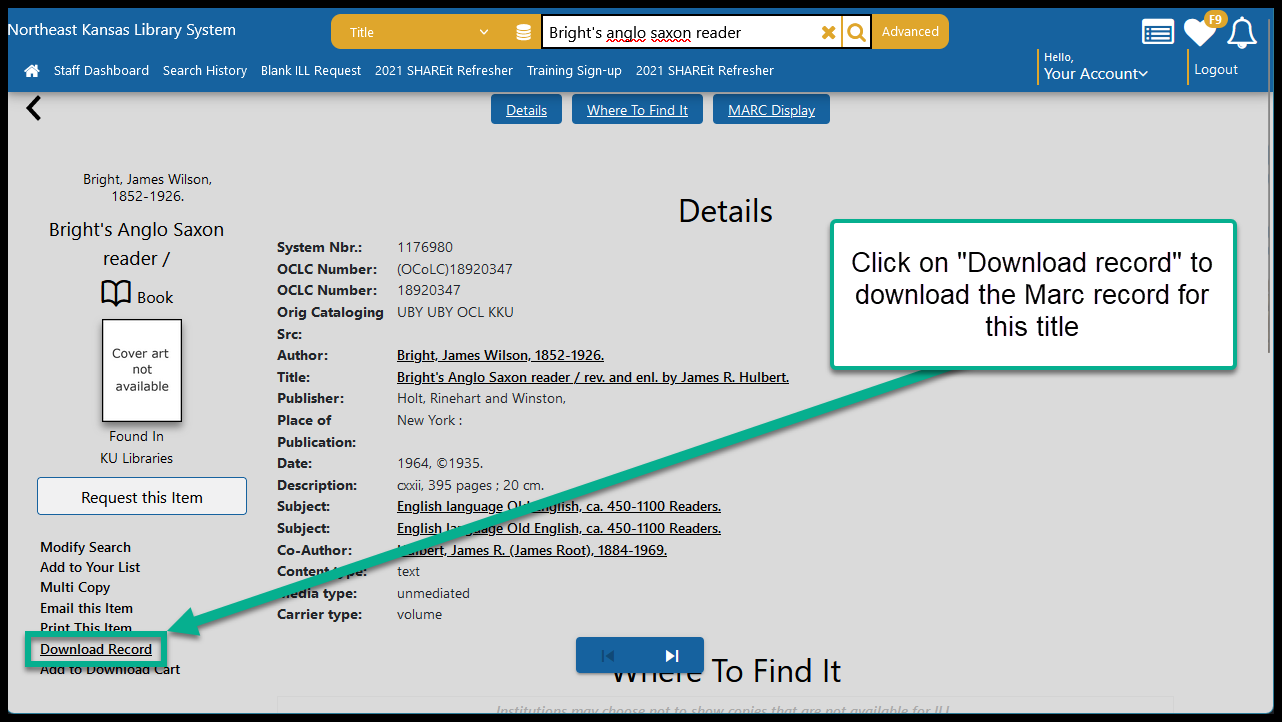 Northeast Kansas Library System
Title
Bright's anglo saxon reader
Advanced
F9
Staff Dashboard Search History Blank ILL Request 2021 SHAREit Refresher Training Sign-up 2021 SHAREit Refresher
Hello,
Your Account
Logout
Details Where To Find It MARC Display
Bright, James Wilson,
1852-1926.
Bright's Anglo Saxon
reader /
Book
Cover art
not
available
Found In
KU Libraries
Request this Item
Modify Search
Add to Your List
Multi Copy
Email this Item
Print This Item
Download Record
Add to Download Cart
Details
System Nbr.: 1176980
OCLC Number: (OCoLC)18920347
OCLC Number: 18920347
Orig Cataloging UBY UBY OCL KKU
Src:
Author: Bright, James Wilson, 1852-1926.
Title: Bright's Anglo Saxon reader / rev. and enl. by James R. Hulbert.
Publisher: Holt, Rinehart and Winston,
Place of New York :
Publication:
Date: 1964, ©1935.
Description: cxxii, 395 pages ; 20 cm.
Subject: English language Old English, ca. 450-1100 Readers.
Subject: English language Old English, ca. 450-1100 Readers.
Co-Author: Hulbert, James R. (James Root), 1884-1969.
Content type: text
Media type: unmediated
Carrier type: volume
Click on "Download record" to
download the Marc record for
this title
Where To Find It
Institutions may choose not to show copies that are not available for ILL